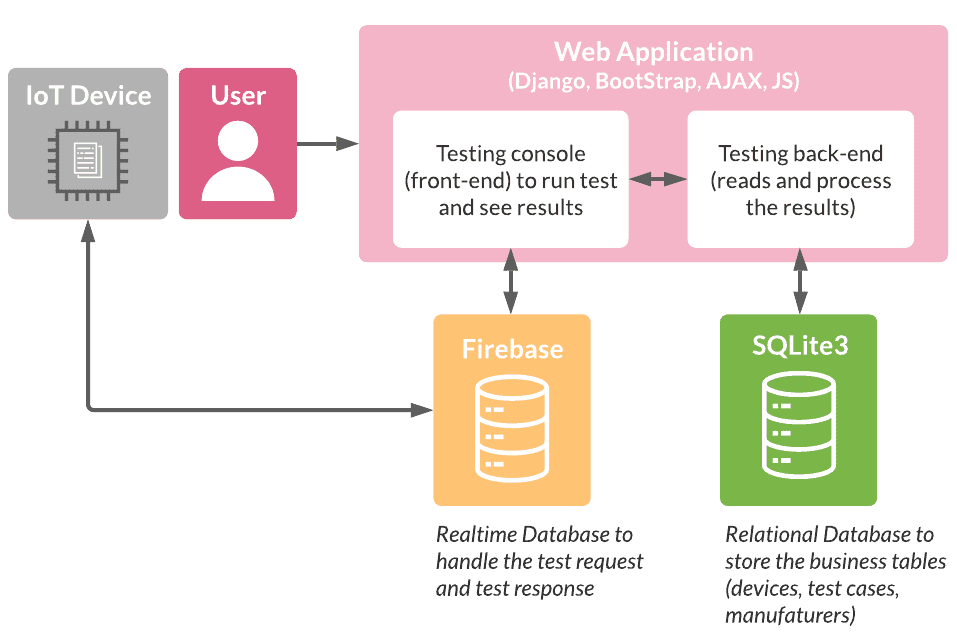 IoT Device
User
Web Application
(Django, BootStrap, AJAX, JS)
Testing console
(front-end) to run test
and see results
Testing back-end
(reads and process
the results)
Firebase
SQLite3
Realtime Database to
handle the test request
and test response
Relational Database to
store the business tables
(devices, test cases,
manufaturers)